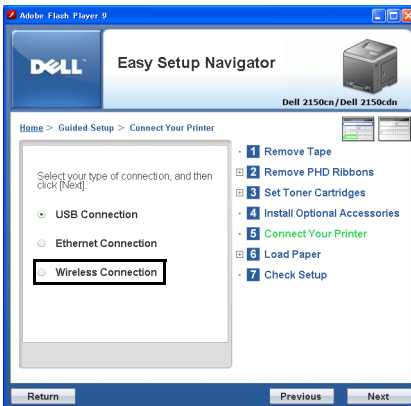 Adobe Flash Player 9
DELL™
Easy Setup Navigator
Dell 2150cn/Dell 2150cdn
Home > Guided Setup > Connect Your Printer
Select your type of connection, and then
click [Next].
USB Connection
Ethernet Connection
Wireless Connection
1 Remove Tape
2 Remove PHD Ribbons
3 Set Toner Cartridges
4 Install Optional Accessories
5 Connect Your Printer
6 Load Paper
7 Check Setup
Return
Previous
Next